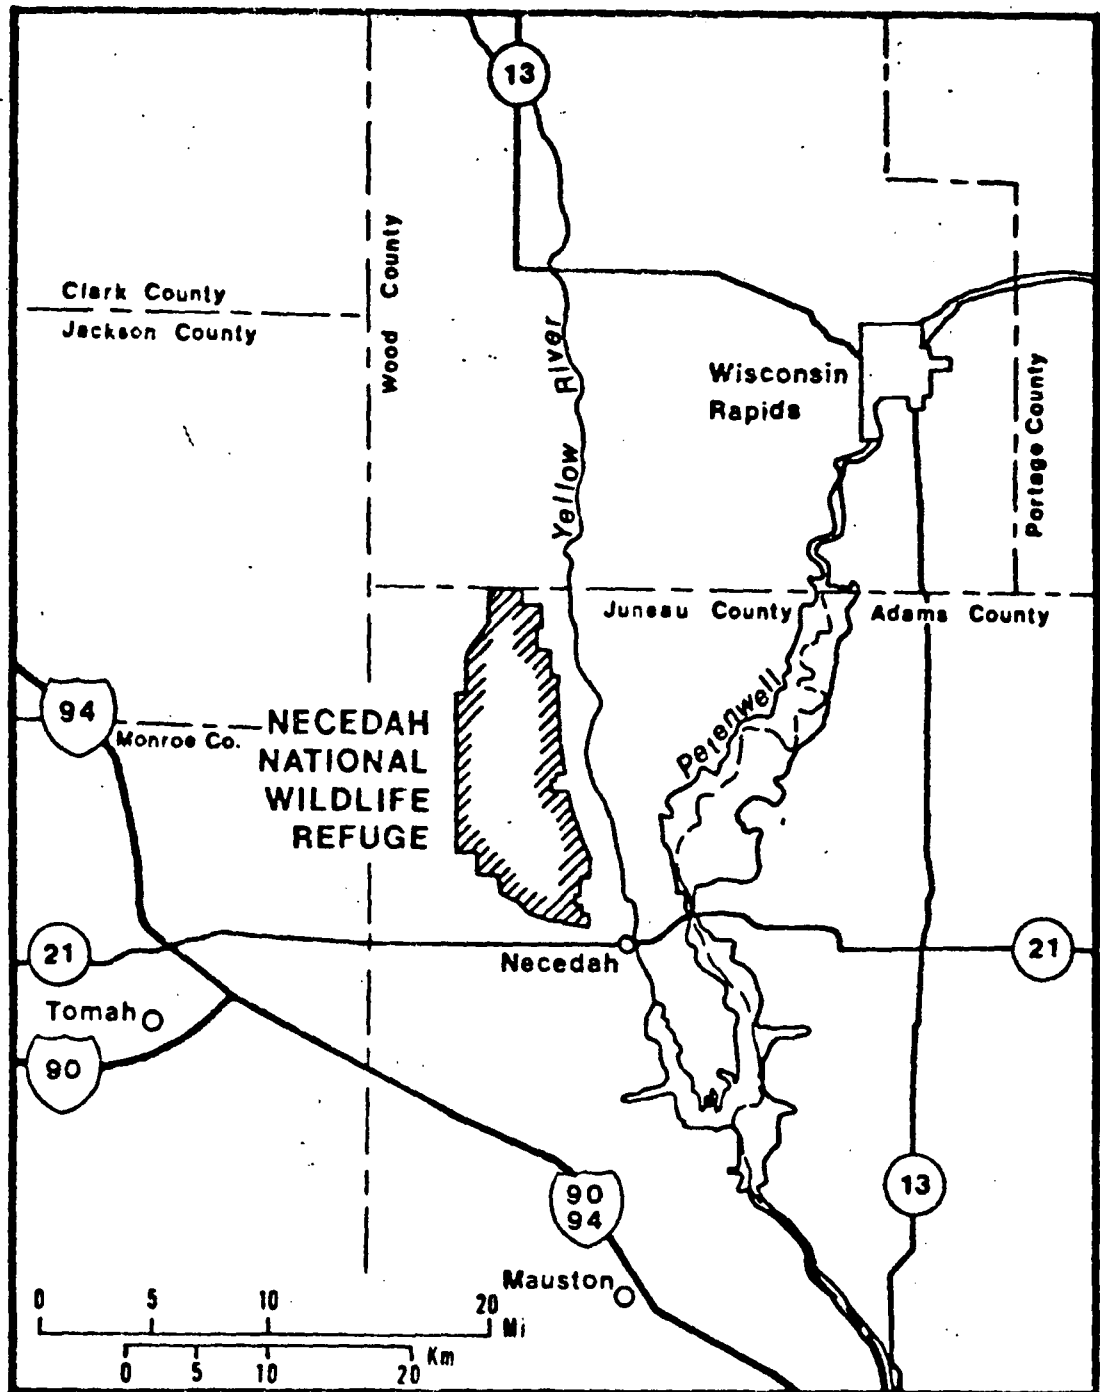 13
Clark County
Jackson County
Wood County
Yellow River
Wisconsin
Rapids
Portage County
Juneau County
Adams County
94
Monroe Co.
NECEDAH
NATIONAL
WILDLIFE
REFUGE
Petenwell
21
Necedah
21
Tomah
90
90
94
13
Mauston
0 5 10 20
Mi
Km
0 5 10 20